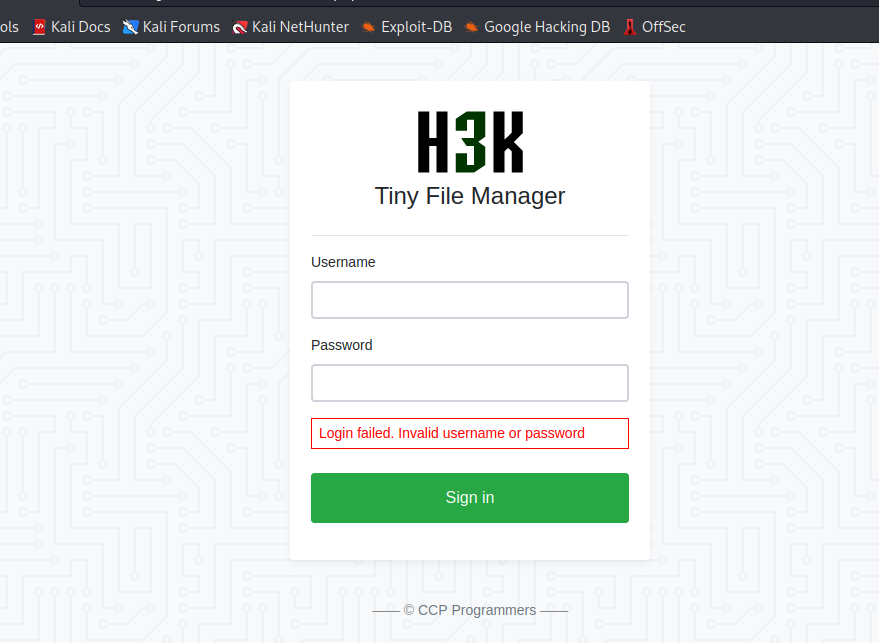 ols Kali Docs Kali Forums Kali NetHunter Exploit-DB Google Hacking DB OffSec
H3K
Tiny File Manager
Username
Password
Login failed. Invalid username or password
Sign in
—— © CCP Programmers ——